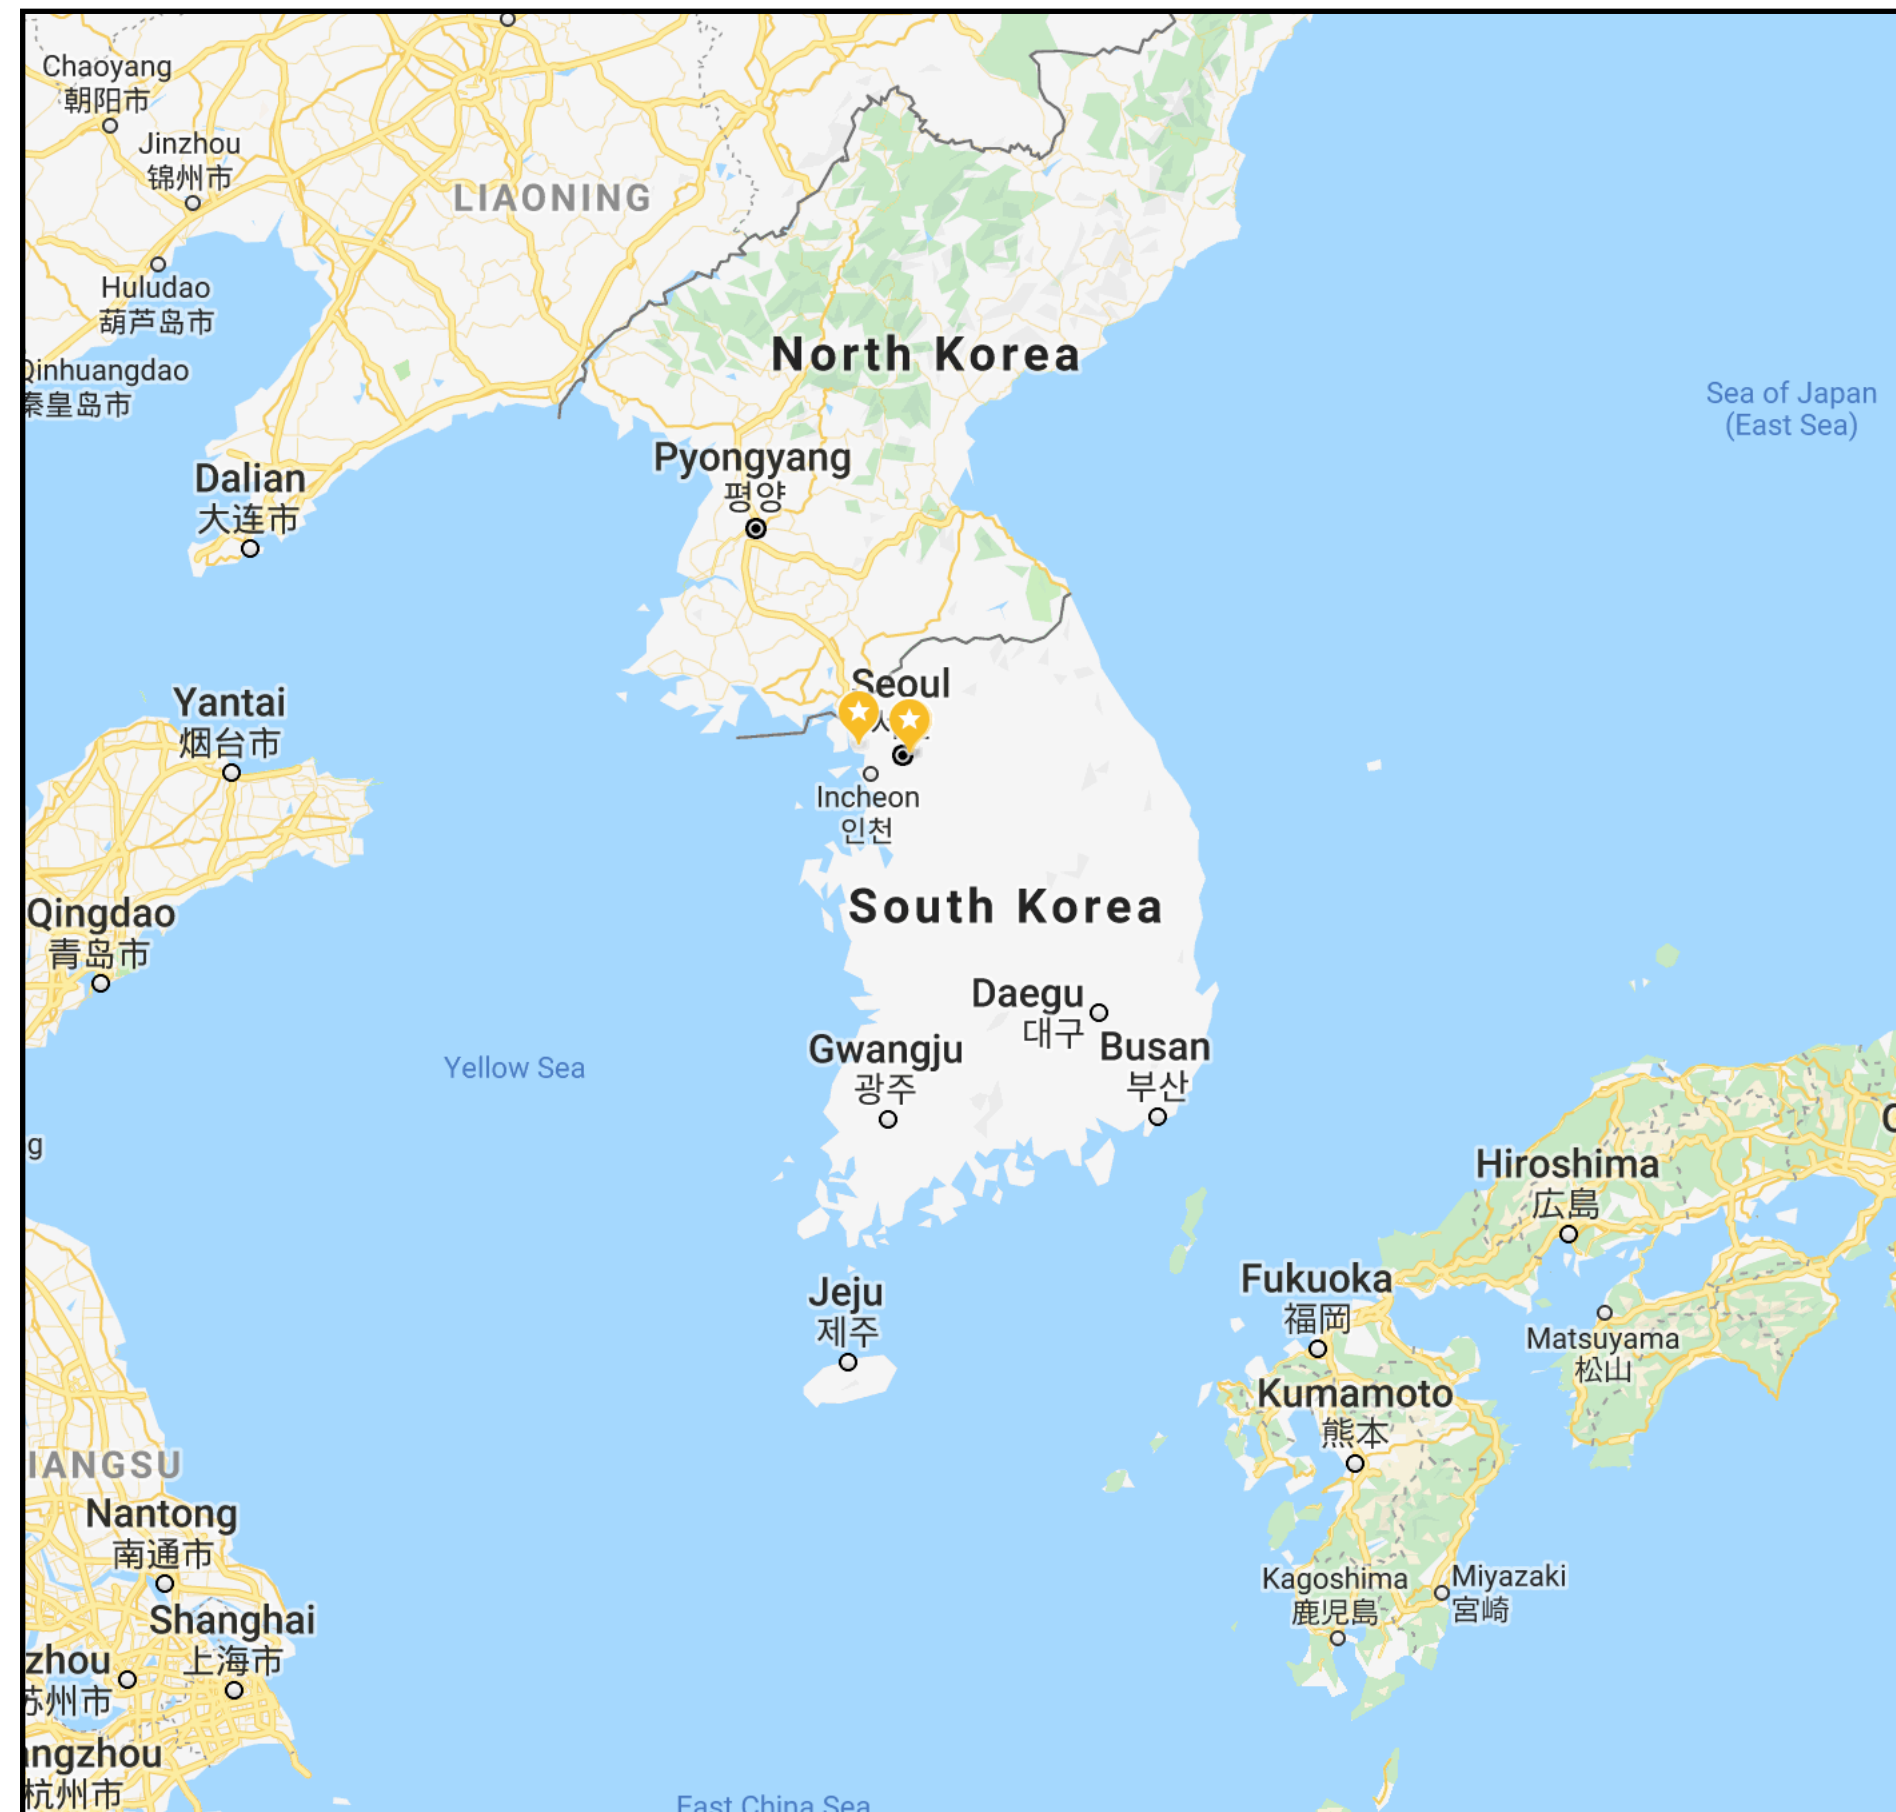 Chaoyang
朝阳市
Jinzhou
锦州市
LIAONING
Huludao
葫芦岛市
Qinhuangdao
秦皇岛市
North Korea
Sea of Japan
(East Sea)
Pyongyang
평양
Dalian
大连市
Seoul
Yantai
烟台市
Incheon
인천
South Korea
Qingdao
青岛市
Daegu
대구
Gwangju
광주
Busan
부산
Yellow Sea
g
Hiroshima
広島
Fukuoka
福岡
Jeju
제주
Matsuyama
松山
Kumamoto
熊本
IANGSU
Nantong
南通市
Kagoshima
鹿児島
Miyazaki
宮崎
Shanghai
上海市
zhou
苏州市
angzhou
杭州市
East China Sea